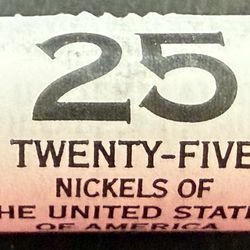 25
TWENTY-FIVE
NICKELS OF
HE UNITED STAT
OF AMERICA